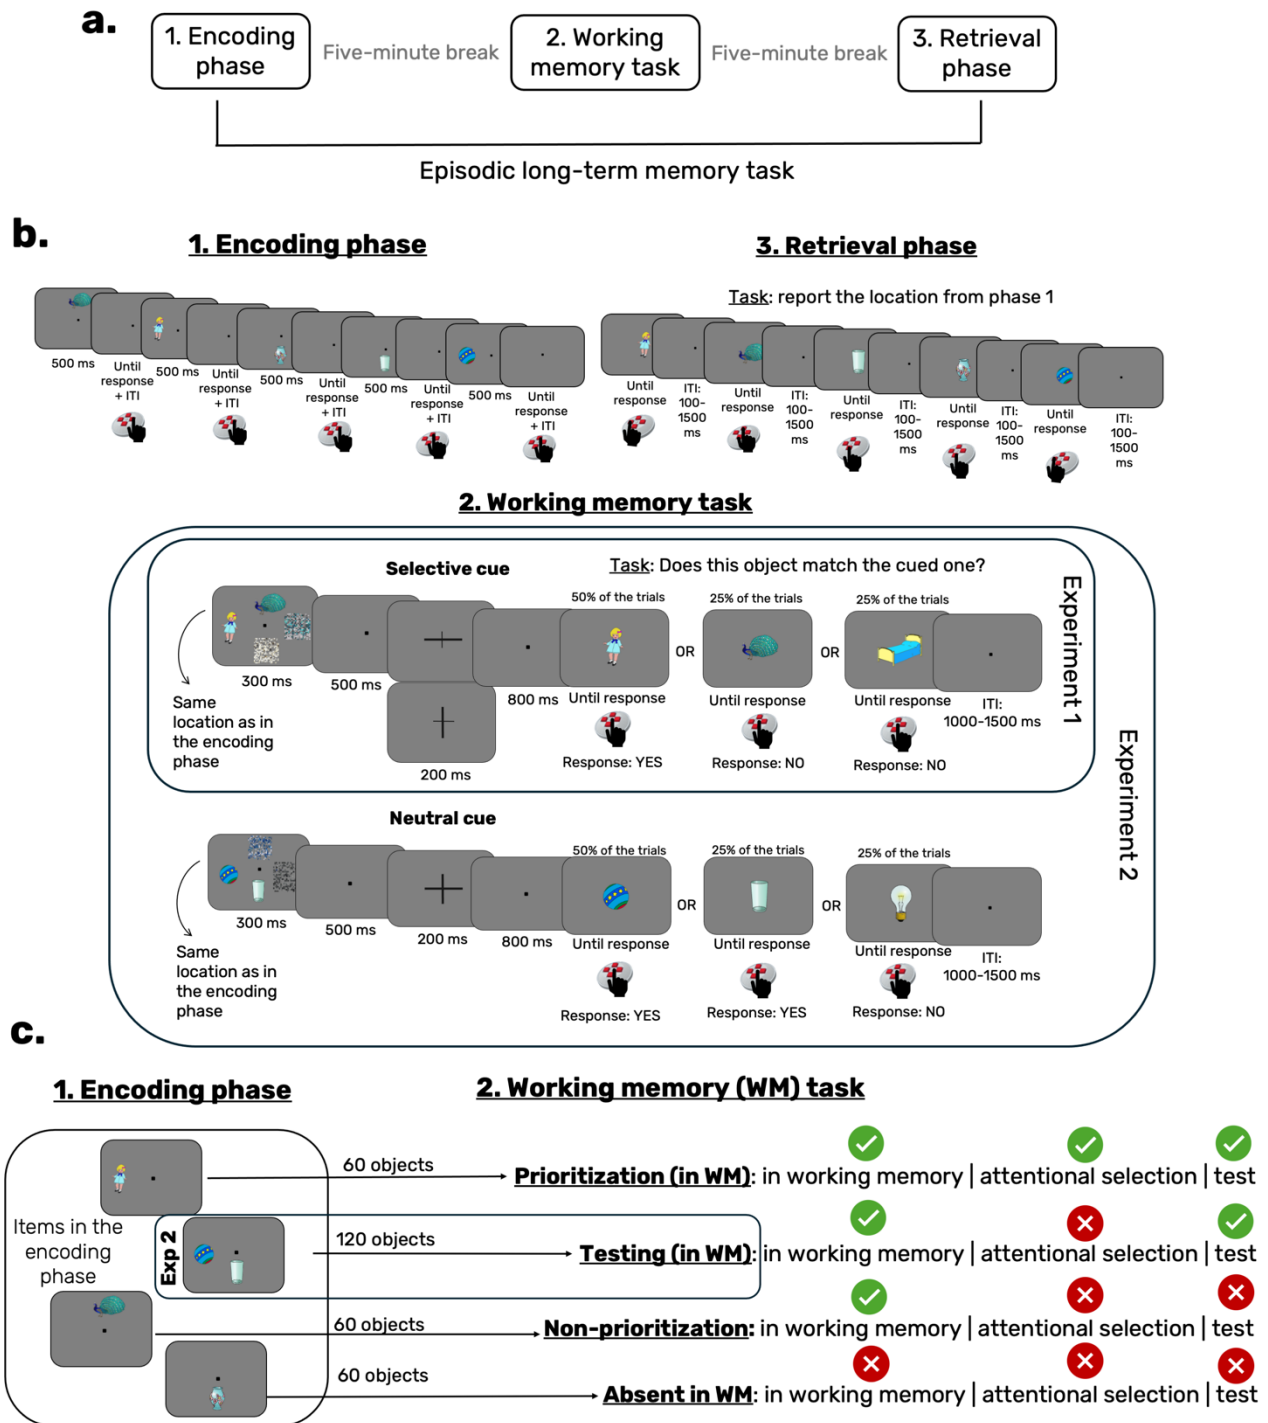 a.
1. Encoding
phase
Five-minute break
2. Working
memory task
Five-minute break
3. Retrieval
phase
Episodic long-term memory task
b.
1. Encoding phase
500 ms
Until
response
+ ITI
500 ms
Until
response
+ ITI
500 ms
Until
response
+ ITI
500 ms
Until
response
+ ITI
500 ms
Until
response
+ ITI
3. Retrieval phase
Task: report the location from phase 1
Until
response
ITI:
100-
1500
ms
Until
response
ITI:
100-
1500
ms
Until
response
ITI:
100-
1500
ms
Until
response
ITI:
100-
1500
ms
Until
response
ITI:
100-
1500
ms
2. Working memory task
Experiment 1
Selective cue
Task: Does this object match the cued one?
Same
location as in
the encoding
phase
300 ms
500 ms
200 ms
800 ms
50% of the trials
Until response
Response: YES
OR
25% of the trials
Until response
Response: NO
OR
25% of the trials
Until response
Response: NO
ITI:
1000-1500 ms
Experiment 2
Neutral cue
Same
location as in
the encoding
phase
300 ms
500 ms
200 ms
800 ms
50% of the trials
Until response
Response: YES
OR
25% of the trials
Until response
Response: YES
OR
25% of the trials
Until response
Response: NO
ITI:
1000-1500 ms
c.
1. Encoding phase
2. Working memory (WM) task
Items in the
encoding
phase
Exp 2
60 objects
Prioritization (in WM): in working memory | attentional selection | test
120 objects
Testing (in WM): in working memory | attentional selection | test
60 objects
Non-prioritization: in working memory | attentional selection | test
60 objects
Absent in WM: in working memory | attentional selection | test